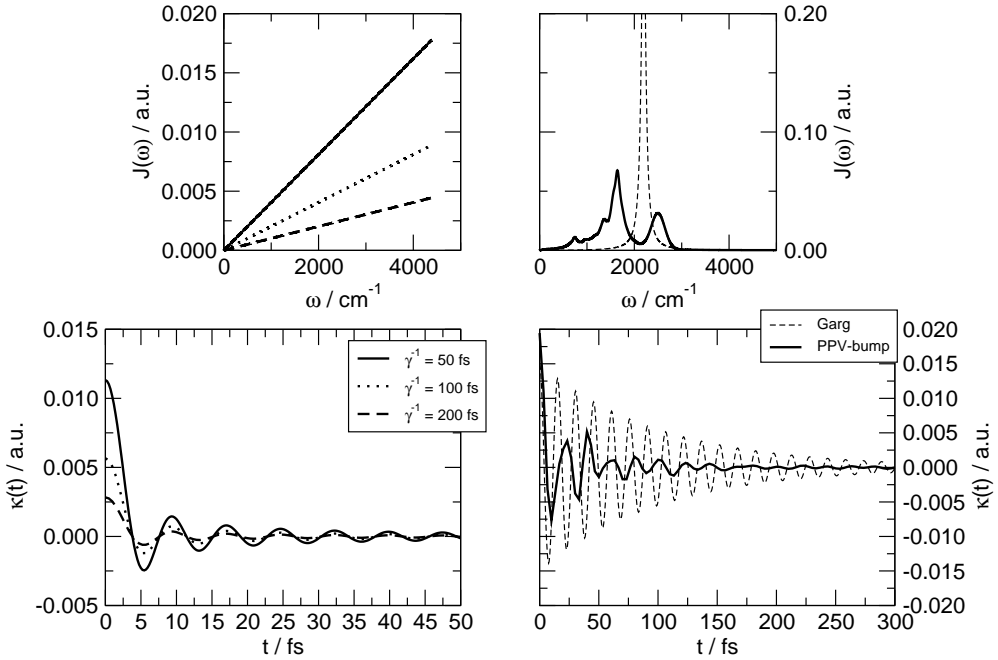 0.020
0.015
0.010
0.005
0.000
J(ω) / a.u.
0 2000 4000
ω / cm-1
0.20
0.10
0.00
J(ω) / a.u.
0 2000 4000
ω / cm-1
0.015
0.010
0.005
0.000
-0.005
κ(t) / a.u.
γ-1 = 50 fs
γ-1 = 100 fs
γ-1 = 200 fs
0 5 10 15 20 25 30 35 40 45 50
t / fs
Garg
PPV-bump
0.020
0.015
0.010
0.005
0.000
-0.005
-0.010
-0.015
-0.020
κ(t) / a.u.
0 50 100 150 200 250 300
t / fs